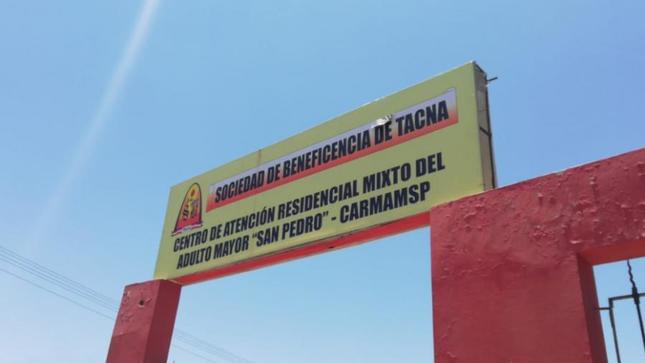 SOCIEDAD DE BENEFICENCIA DE TACNA
CENTRO DE ATENCIÓN RESIDENCIAL MIXTO DEL
ADULTO MAYOR "SAN PEDRO" - CARMAMSP